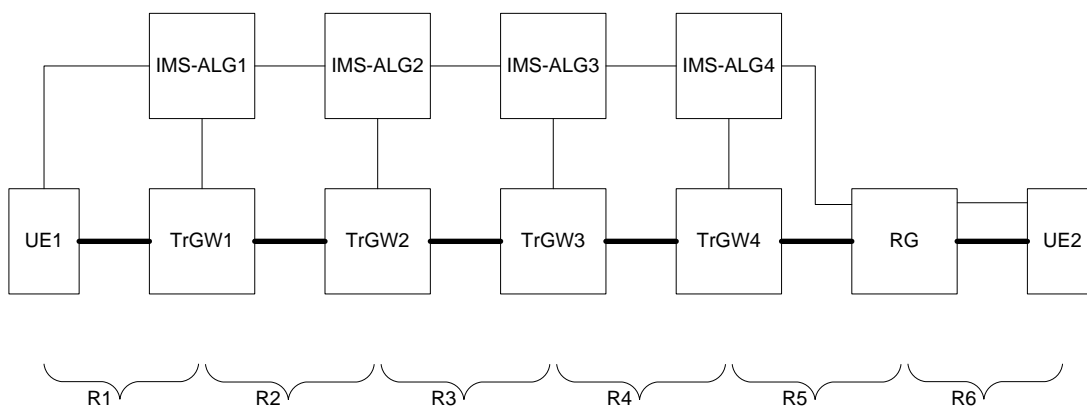 IMS-ALG1 IMS-ALG2 IMS-ALG3 IMS-ALG4
UE1 TrGW1 TrGW2 TrGW3 TrGW4 RG UE2
R1 R2 R3 R4 R5 R6